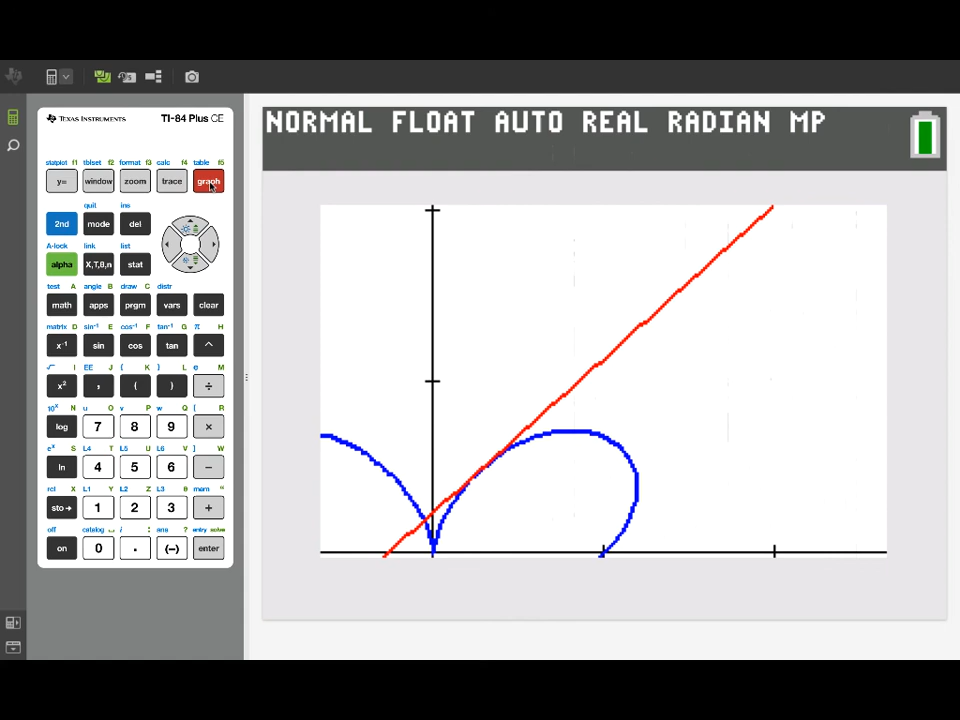 NORMAL FLOAT AUTO REAL RADIAN MP
TEXAS INSTRUMENTS TI-84 Plus CE
statplot f1 tblset f2 format f3 calc f4 table f5
y= window zoom trace graph
quit ins
2nd mode del
A-lock link list
alpha X,T,θ,n stat
test A angle B draw C distr
math apps prgm vars clear
matrix D sin⁻¹ E cos⁻¹ F tan⁻¹ G π H
x⁻¹ sin cos tan ^
√ I EE J { K } L e M
x² , ( ) ÷
10ˣ N u O v P w Q [ R
log 7 8 9 ×
eˣ S L4 T L5 U L6 V ] W
ln 4 5 6 −
rcl X L1 Y L2 Z L3 θ mem "
sto→ 1 2 3 +
off catalog ␣ i : ans ? entry solve
on 0 . (−) enter